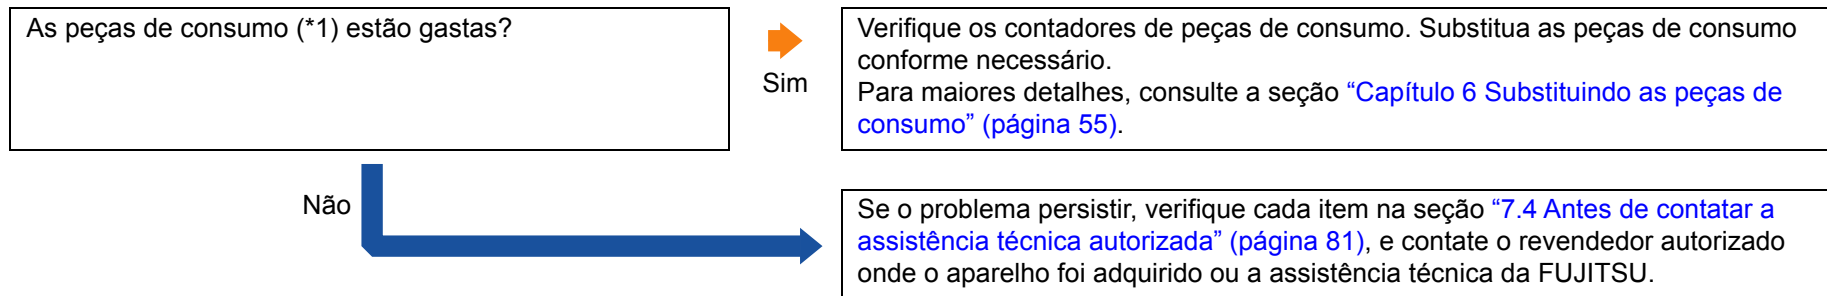 As peças de consumo (*1) estão gastas?
Sim
Verifique os contadores de peças de consumo. Substitua as peças de consumo
conforme necessário.
Para maiores detalhes, consulte a seção “Capítulo 6 Substituindo as peças de
consumo” (página 55).
Não
Se o problema persistir, verifique cada item na seção “7.4 Antes de contatar a
assistência técnica autorizada” (página 81), e contate o revendedor autorizado
onde o aparelho foi adquirido ou a assistência técnica da FUJITSU.